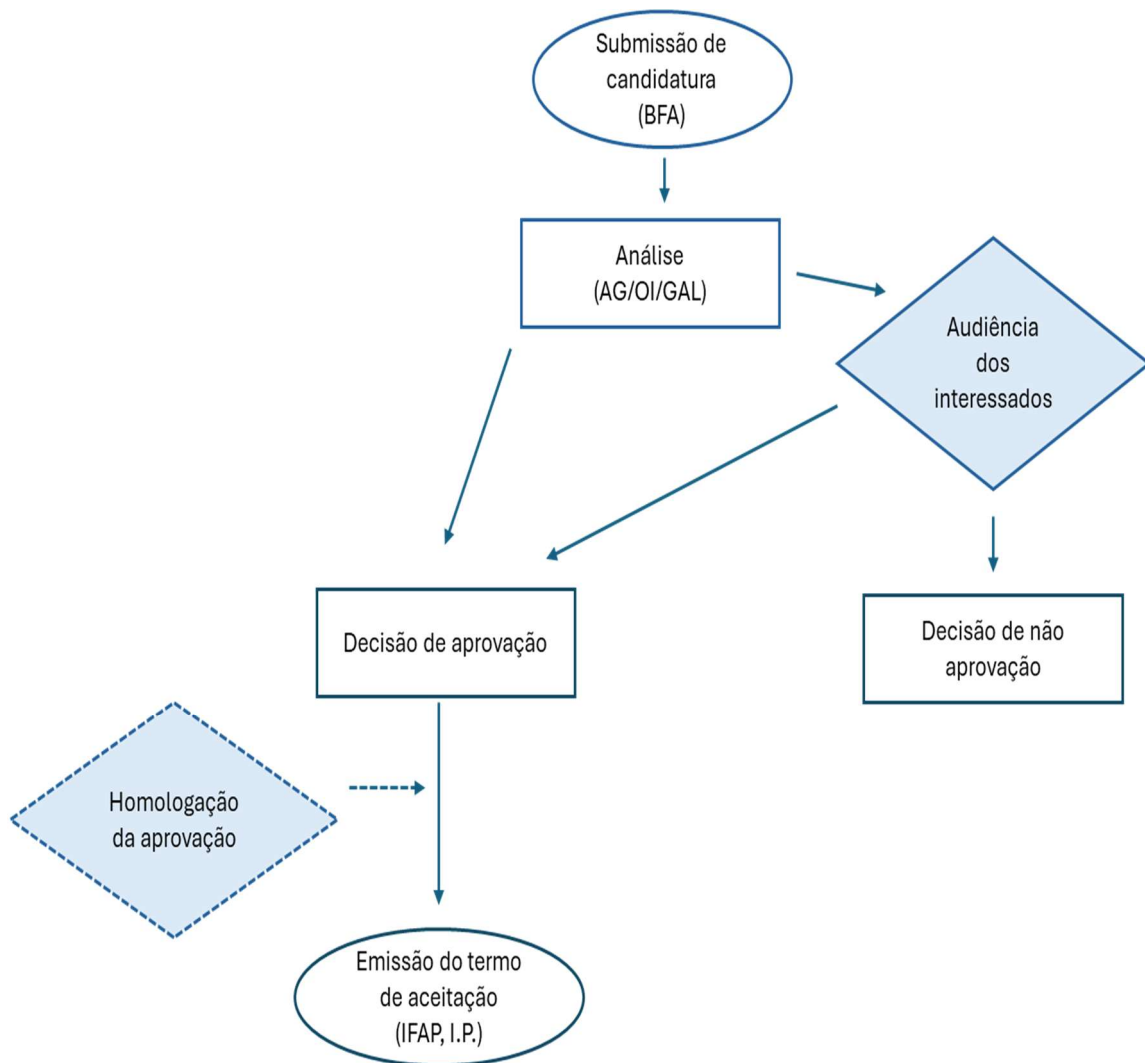 Submissão de
candidatura
(BFA)
Análise
(AG/OI/GAL)
Audiência
dos
interessados
Decisão de aprovação
Decisão de não
aprovação
Homologação
da aprovação
Emissão do termo
de aceitação
(IFAP, I.P.)